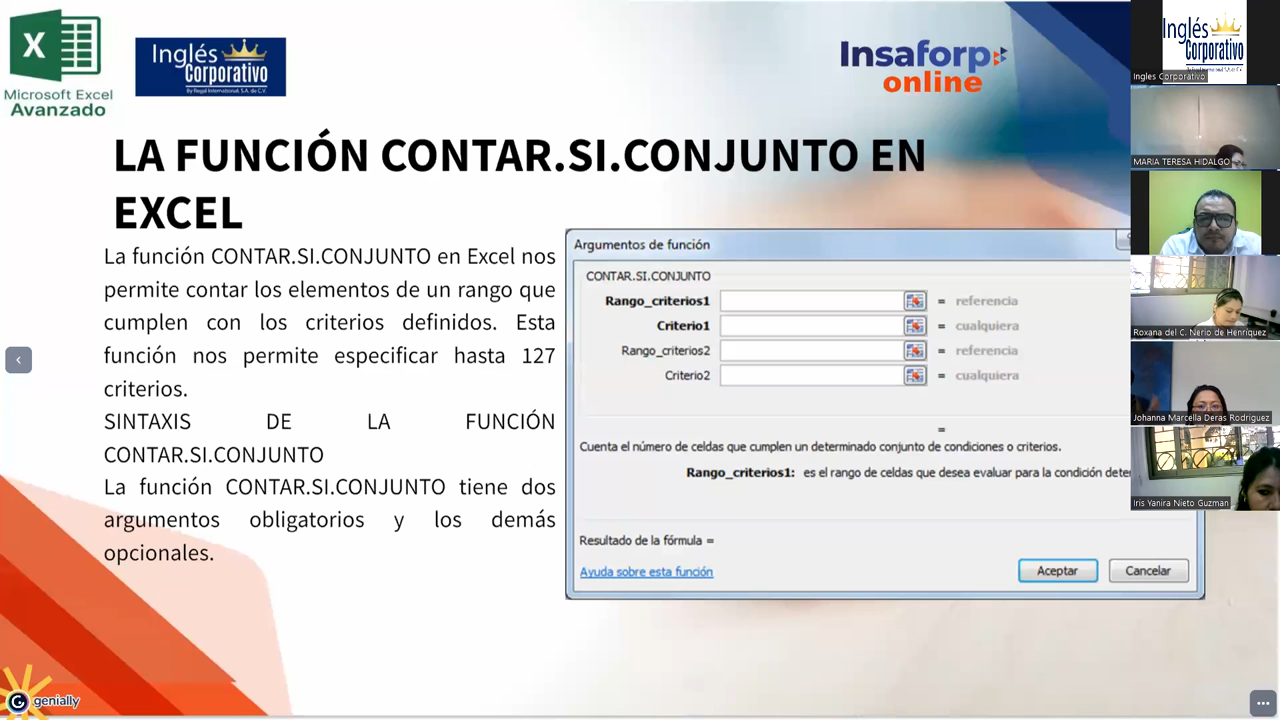 Microsoft Excel
Avanzado
Inglés
Corporativo
By Regal International, S.A. de C.V.
Insaforp
online
LA FUNCIÓN CONTAR.SI.CONJUNTO EN
EXCEL
La función CONTAR.SI.CONJUNTO en Excel nos
permite contar los elementos de un rango que
cumplen con los criterios definidos. Esta
función nos permite especificar hasta 127
criterios.
SINTAXIS DE LA FUNCIÓN
CONTAR.SI.CONJUNTO
La función CONTAR.SI.CONJUNTO tiene dos
argumentos obligatorios y los demás
opcionales.
Argumentos de función
CONTAR.SI.CONJUNTO
Rango_criterios1 = referencia
Criterio1 = cualquiera
Rango_criterios2 = referencia
Criterio2 = cualquiera
=
Cuenta el número de celdas que cumplen un determinado conjunto de condiciones o criterios.
Rango_criterios1: es el rango de celdas que desea evaluar para la condición dete
Resultado de la fórmula =
Ayuda sobre esta función
Aceptar
Cancelar
Inglés
Corporativo
Ingles Corporativo
MARIA TERESA HIDALGO
Roxana del C. Nerio de Henríquez
Johanna Marcella Deras Rodriguez
Iris Yanira Nieto Guzman
genially